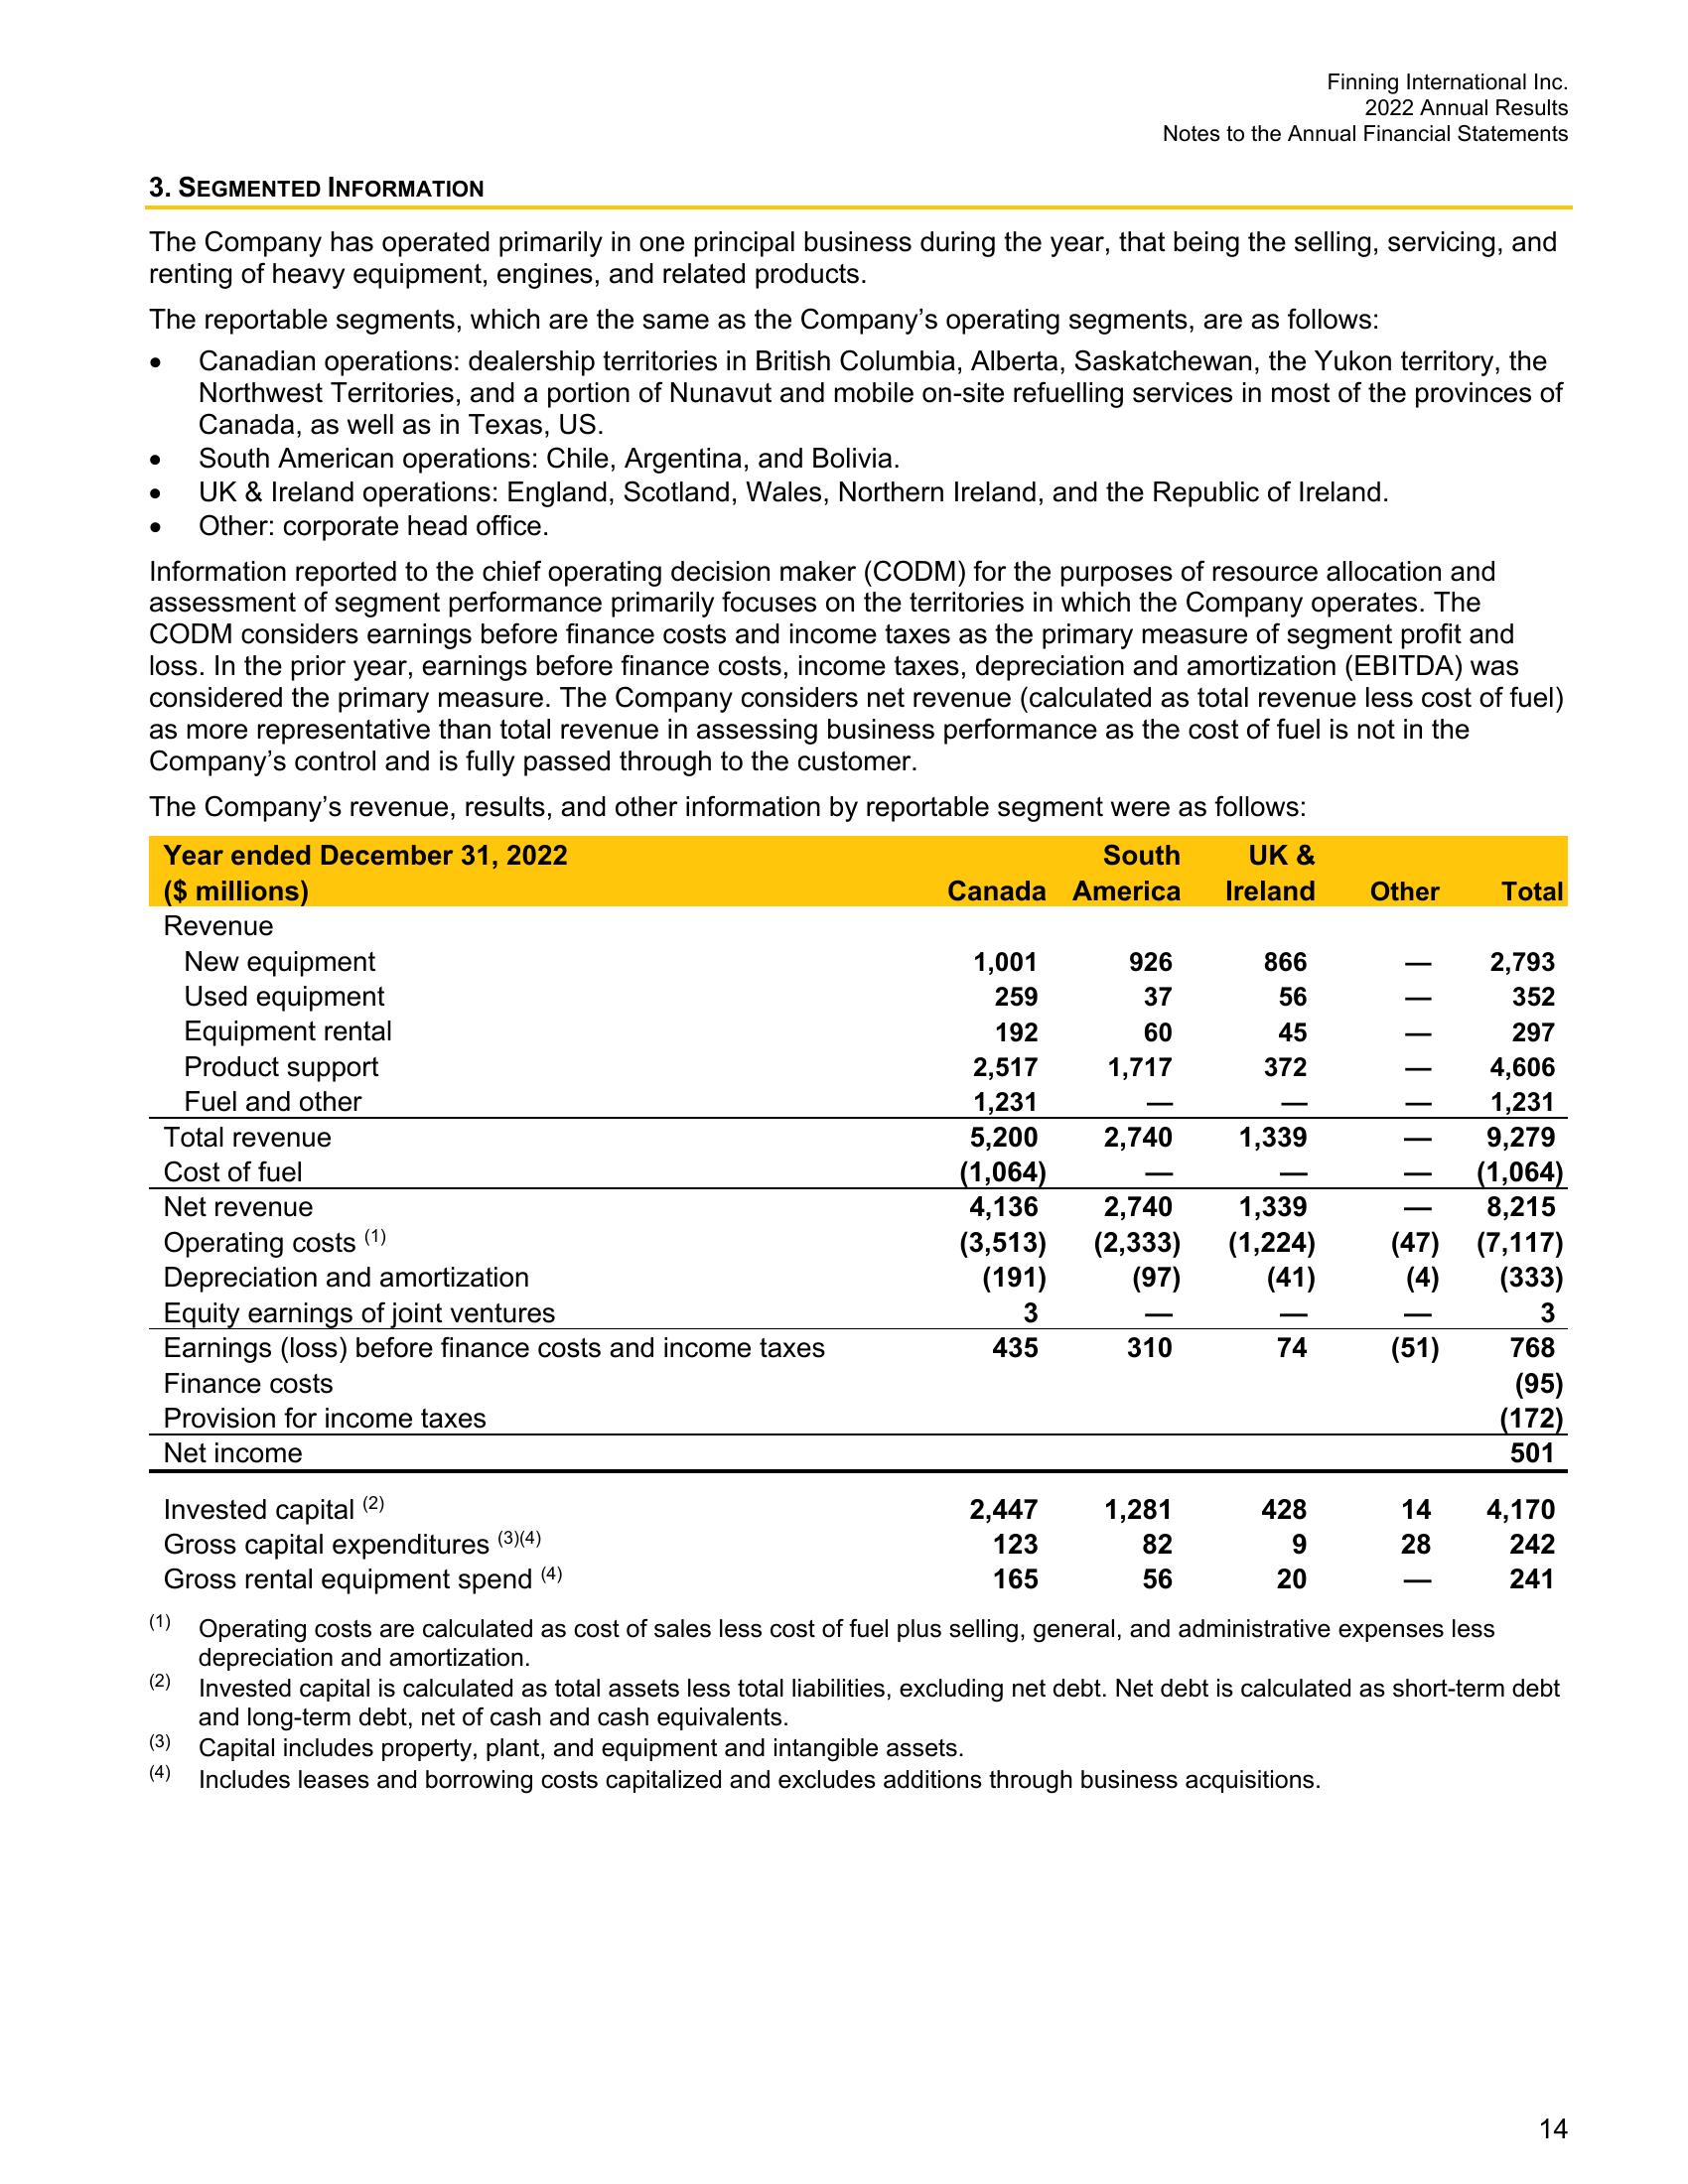 Finning International Inc.
2022 Annual Results
Notes to the Annual Financial Statements
3. SEGMENTED INFORMATION
The Company has operated primarily in one principal business during the year, that being the selling, servicing, and
renting of heavy equipment, engines, and related products.
The reportable segments, which are the same as the Company’s operating segments, are as follows:
• Canadian operations: dealership territories in British Columbia, Alberta, Saskatchewan, the Yukon territory, the
Northwest Territories, and a portion of Nunavut and mobile on-site refuelling services in most of the provinces of
Canada, as well as in Texas, US.
• South American operations: Chile, Argentina, and Bolivia.
• UK & Ireland operations: England, Scotland, Wales, Northern Ireland, and the Republic of Ireland.
• Other: corporate head office.
Information reported to the chief operating decision maker (CODM) for the purposes of resource allocation and
assessment of segment performance primarily focuses on the territories in which the Company operates. The
CODM considers earnings before finance costs and income taxes as the primary measure of segment profit and
loss. In the prior year, earnings before finance costs, income taxes, depreciation and amortization (EBITDA) was
considered the primary measure. The Company considers net revenue (calculated as total revenue less cost of fuel)
as more representative than total revenue in assessing business performance as the cost of fuel is not in the
Company’s control and is fully passed through to the customer.
The Company’s revenue, results, and other information by reportable segment were as follows:
Year ended December 31, 2022 South UK &
($ millions) Canada America Ireland Other Total
Revenue
New equipment 1,001 926 866 — 2,793
Used equipment 259 37 56 — 352
Equipment rental 192 60 45 — 297
Product support 2,517 1,717 372 — 4,606
Fuel and other 1,231 — — — 1,231
Total revenue 5,200 2,740 1,339 — 9,279
Cost of fuel (1,064) — — — (1,064)
Net revenue 4,136 2,740 1,339 — 8,215
Operating costs (1) (3,513) (2,333) (1,224) (47) (7,117)
Depreciation and amortization (191) (97) (41) (4) (333)
Equity earnings of joint ventures 3 — — — 3
Earnings (loss) before finance costs and income taxes 435 310 74 (51) 768
Finance costs (95)
Provision for income taxes (172)
Net income 501
Invested capital (2) 2,447 1,281 428 14 4,170
Gross capital expenditures (3)(4) 123 82 9 28 242
Gross rental equipment spend (4) 165 56 20 — 241
(1) Operating costs are calculated as cost of sales less cost of fuel plus selling, general, and administrative expenses less
depreciation and amortization.
(2) Invested capital is calculated as total assets less total liabilities, excluding net debt. Net debt is calculated as short-term debt
and long-term debt, net of cash and cash equivalents.
(3) Capital includes property, plant, and equipment and intangible assets.
(4) Includes leases and borrowing costs capitalized and excludes additions through business acquisitions.
14